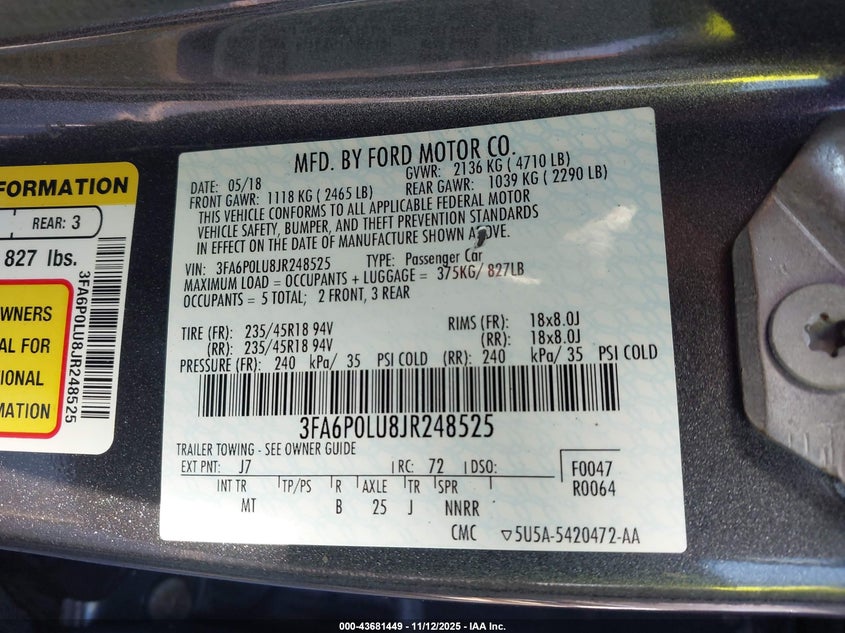 FORMATION
REAR: 3
827 lbs.
WNERS
AL FOR
IONAL
MATION
3FA6P0LU8JR248525
MFD. BY FORD MOTOR CO.
DATE: 05/18
GVWR: 2136 KG ( 4710 LB)
FRONT GAWR: 1118 KG ( 2465 LB)
REAR GAWR: 1039 KG ( 2290 LB)
THIS VEHICLE CONFORMS TO ALL APPLICABLE FEDERAL MOTOR
VEHICLE SAFETY, BUMPER, AND THEFT PREVENTION STANDARDS
IN EFFECT ON THE DATE OF MANUFACTURE SHOWN ABOVE.
VIN: 3FA6P0LU8JR248525 TYPE: Passenger Car
MAXIMUM LOAD = OCCUPANTS + LUGGAGE = 375KG/ 827LB
OCCUPANTS = 5 TOTAL; 2 FRONT, 3 REAR
TIRE (FR): 235/45R18 94V RIMS (FR): 18x8.0J
(RR): 235/45R18 94V (RR): 18x8.0J
PRESSURE (FR): 240 kPa/ 35 PSI COLD (RR): 240 kPa/ 35 PSI COLD
3FA6P0LU8JR248525
TRAILER TOWING - SEE OWNER GUIDE
EXT PNT: J7 RC: 72 DSO: F0047
INT TR TP/PS R AXLE TR SPR R0064
MT B 25 J NNRR
CMC ▽5U5A-5420472-AA
000-43681449 - 11/12/2025 - IAA Inc.